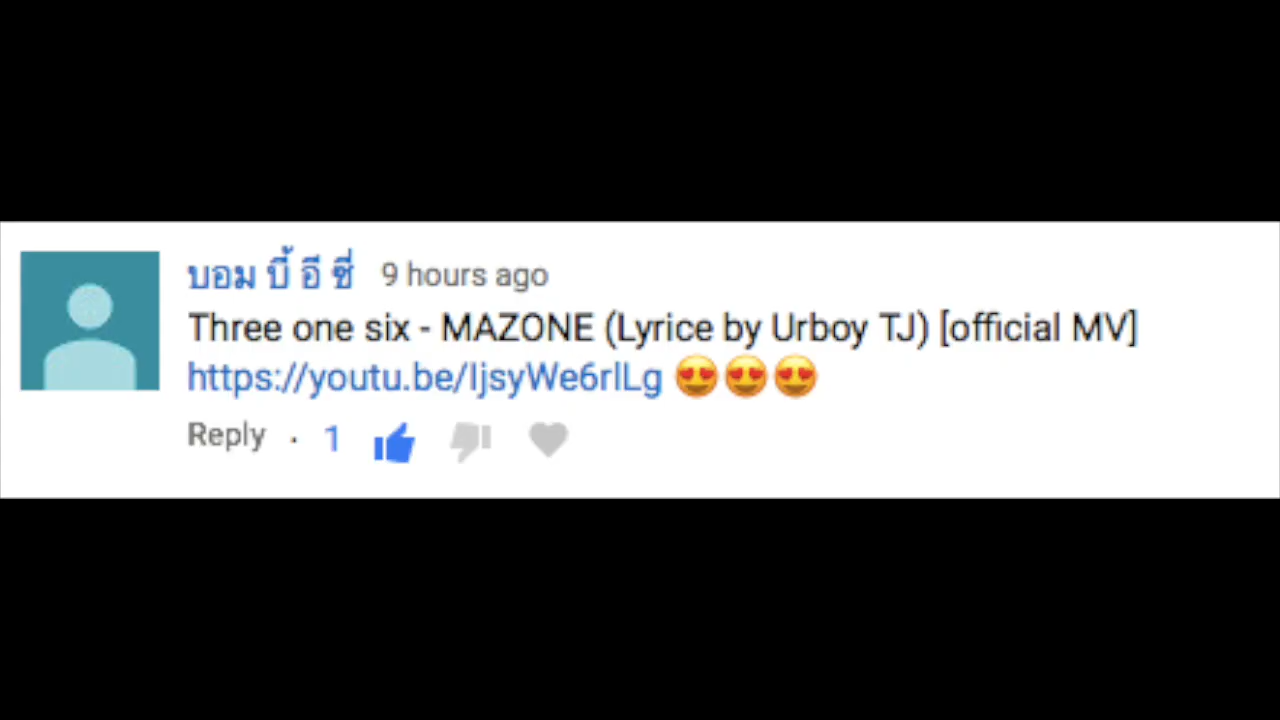 บอม บี้ อี ซี่ 9 hours ago
Three one six - MAZONE (Lyrice by Urboy TJ) [official MV]
https://youtu.be/IjsyWe6rlLg 😍😍😍
Reply · 1